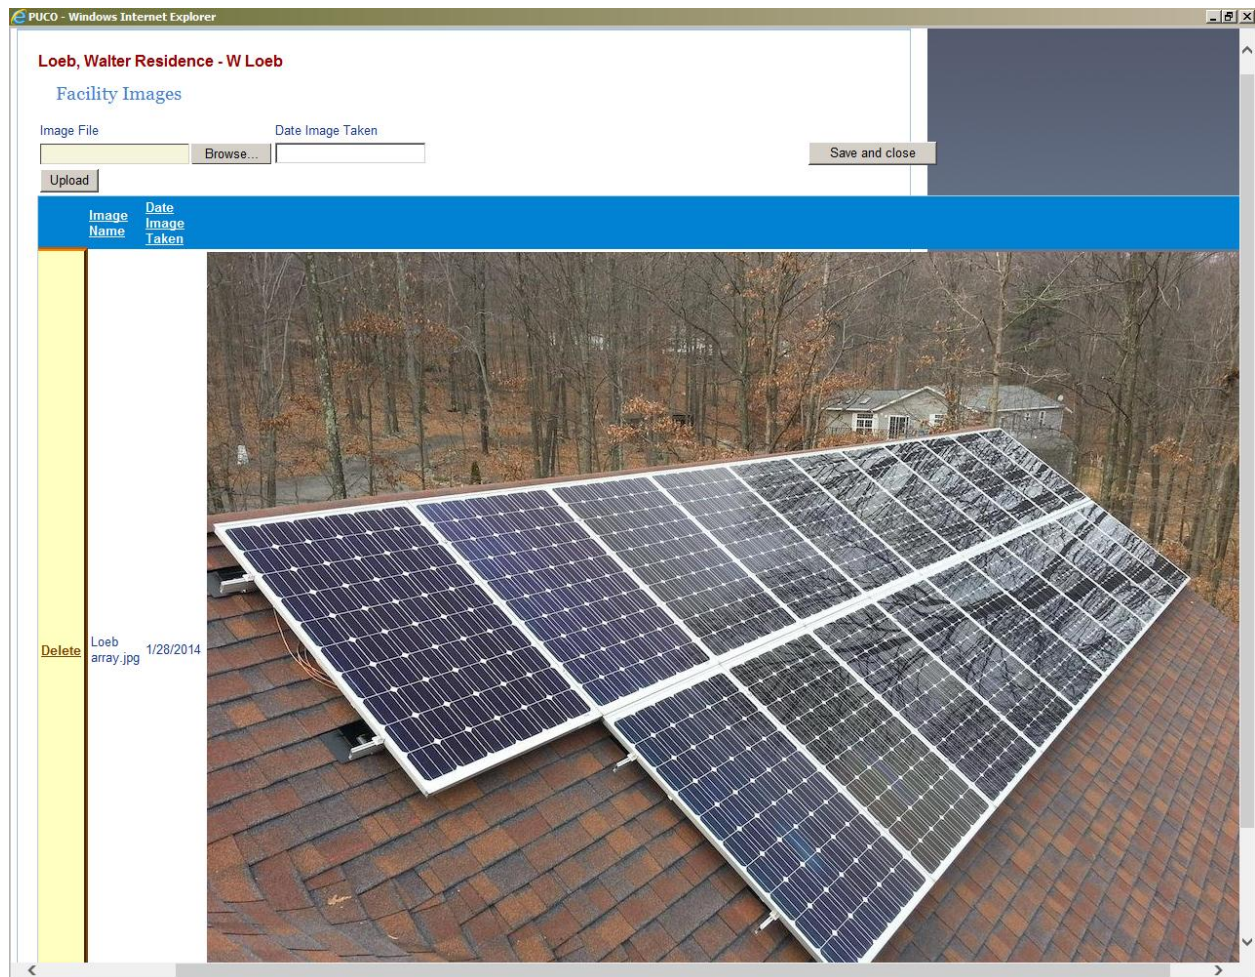 PUCO - Windows Internet Explorer
Loeb, Walter Residence - W Loeb
Facility Images
Image File
Date Image Taken
Browse...
Save and close
Upload
Image
Name
Date
Image
Taken
Delete
Loeb
array.jpg
1/28/2014